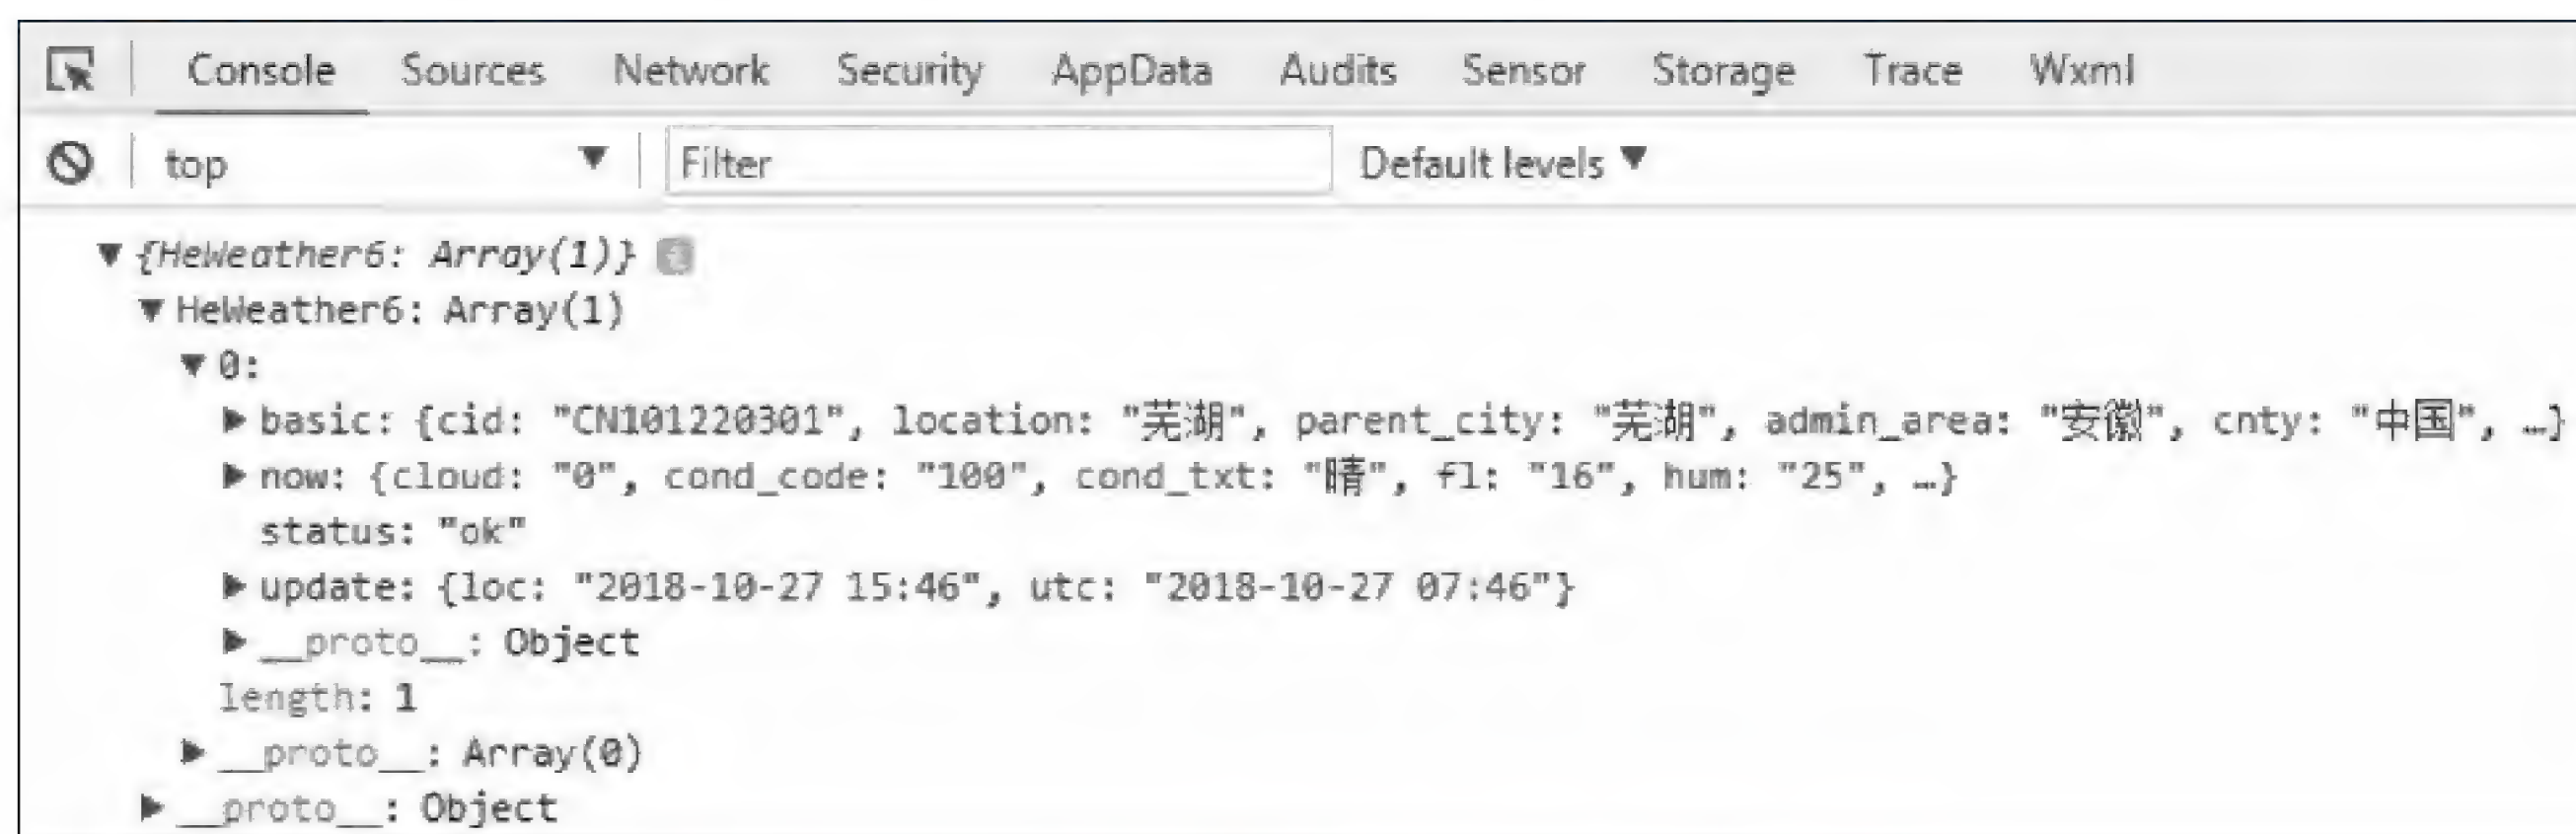 Console Sources Network Security AppData Audits Sensor Storage Trace Wxml
top Filter Default levels
{HeWeather6: Array(1)} i
HeWeather6: Array(1)
0:
basic: {cid: "CN101220301", location: "芜湖", parent_city: "芜湖", admin_area: "安徽", cnty: "中国", …}
now: {cloud: "0", cond_code: "100", cond_txt: "晴", fl: "16", hum: "25", …}
status: "ok"
update: {loc: "2018-10-27 15:46", utc: "2018-10-27 07:46"}
__proto__: Object
length: 1
__proto__: Array(0)
__proto__: Object